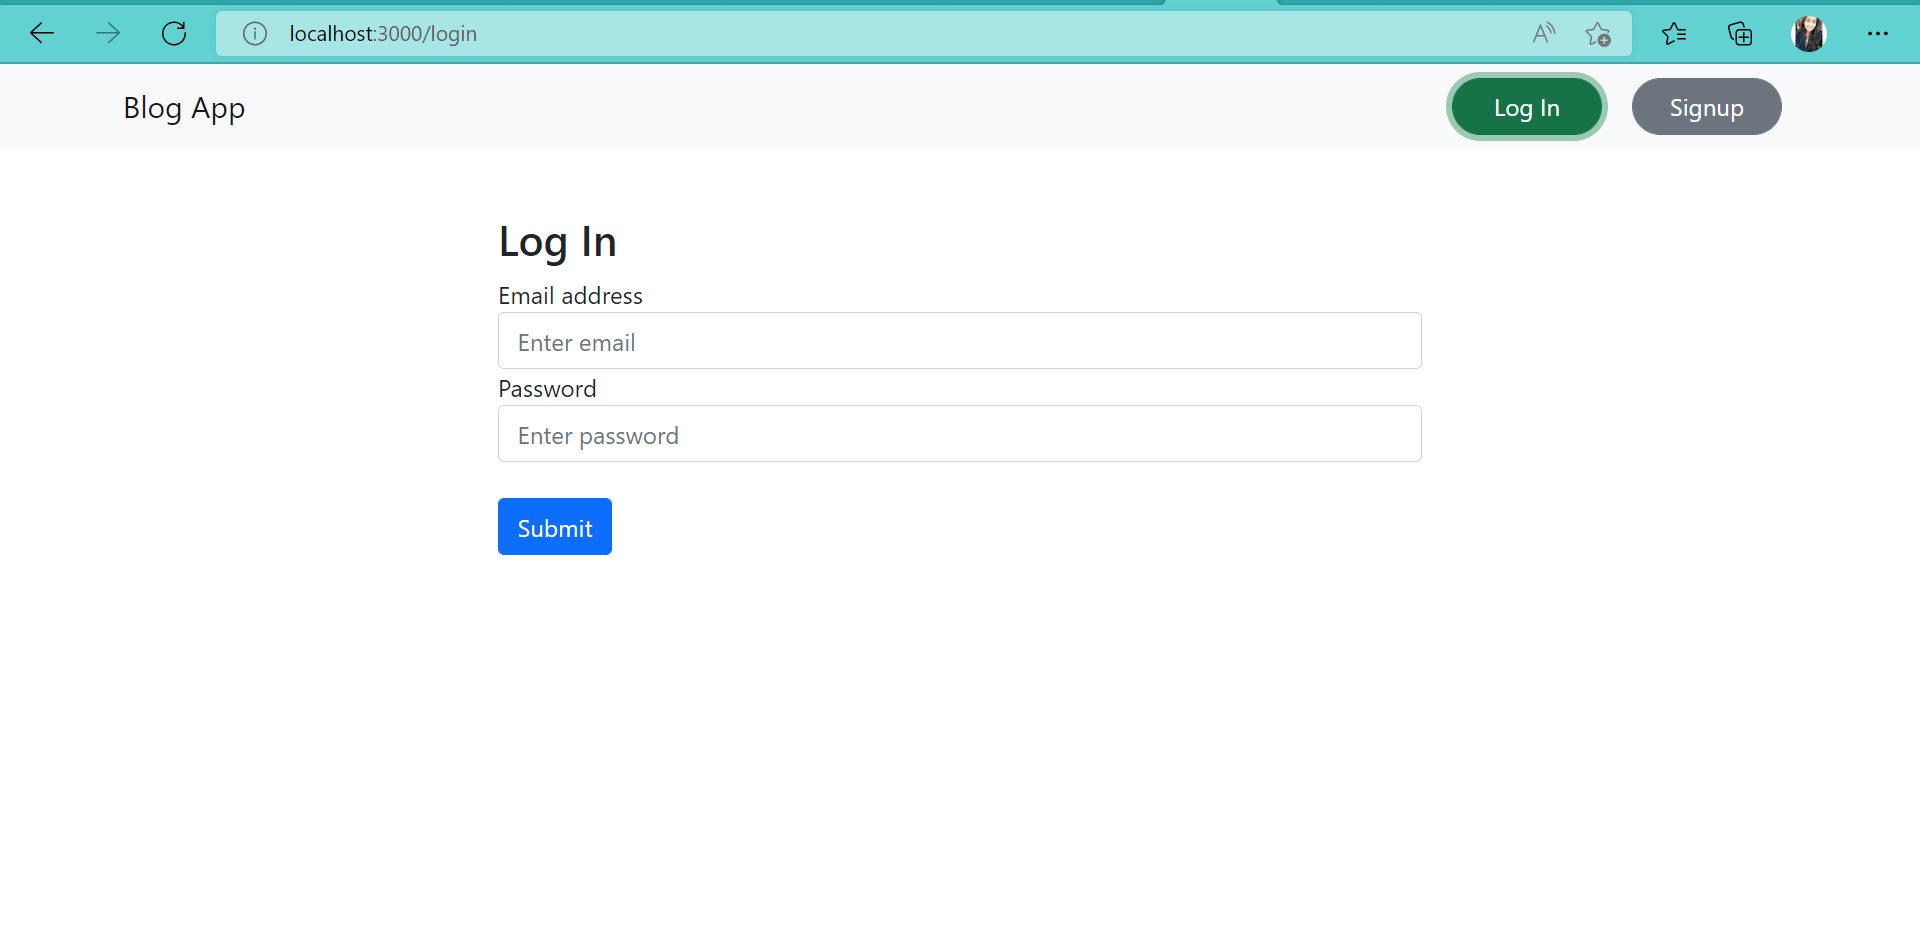 localhost:3000/login
Blog App
Log In
Signup
Log In
Email address
Enter email
Password
Enter password
Submit